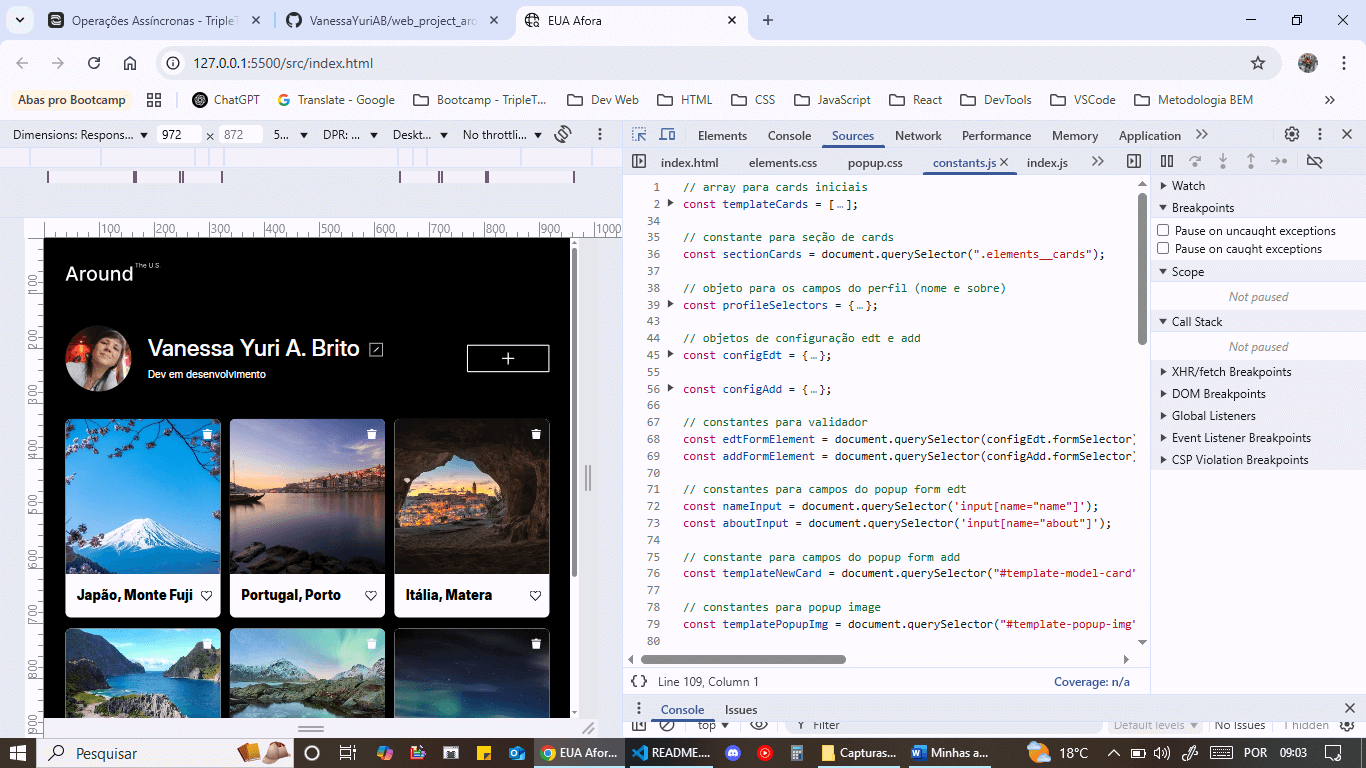 Operações Assíncronas - TripleT
VanessaYuriAB/web_project_aro
EUA Afora
127.0.0.1:5500/src/index.html
Abas pro Bootcamp
ChatGPT
Translate - Google
Bootcamp - TripleT...
Dev Web
HTML
CSS
JavaScript
React
DevTools
VSCode
Metodologia BEM
Dimensions: Respons...
972
×
872
5...
DPR: ...
Deskt...
No throttli...
Elements
Console
Sources
Network
Performance
Memory
Application
index.html
elements.css
popup.css
constants.js
index.js
100
200
300
400
500
600
700
800
900
1000
100
200
300
400
500
600
700
800
900
Around The U.S.
Vanessa Yuri A. Brito
Dev em desenvolvimento
Japão, Monte Fuji
Portugal, Porto
Itália, Matera
1 // array para cards iniciais
2 const templateCards = […];
34
35 // constante para seção de cards
36 const sectionCards = document.querySelector(".elements__cards");
37
38 // objeto para os campos do perfil (nome e sobre)
39 const profileSelectors = {…};
43
44 // objetos de configuração edt e add
45 const configEdt = {…};
55
56 const configAdd = {…};
66
67 // constantes para validador
68 const edtFormElement = document.querySelector(configEdt.formSelector)
69 const addFormElement = document.querySelector(configAdd.formSelector)
70
71 // constantes para campos do popup form edt
72 const nameInput = document.querySelector('input[name="name"]');
73 const aboutInput = document.querySelector('input[name="about"]');
74
75 // constante para campos do popup form add
76 const templateNewCard = document.querySelector("#template-model-card"
77
78 // constantes para popup image
79 const templatePopupImg = document.querySelector("#template-popup-img"
80
Line 109, Column 1
Coverage: n/a
Watch
Breakpoints
Pause on uncaught exceptions
Pause on caught exceptions
Scope
Not paused
Call Stack
Not paused
XHR/fetch Breakpoints
DOM Breakpoints
Global Listeners
Event Listener Breakpoints
CSP Violation Breakpoints
Console
Issues
top
Filter
Default levels
No Issues
1 hidden
Pesquisar
EUA Afor...
README....
Capturas...
Minhas a...
18°C
POR
09:03